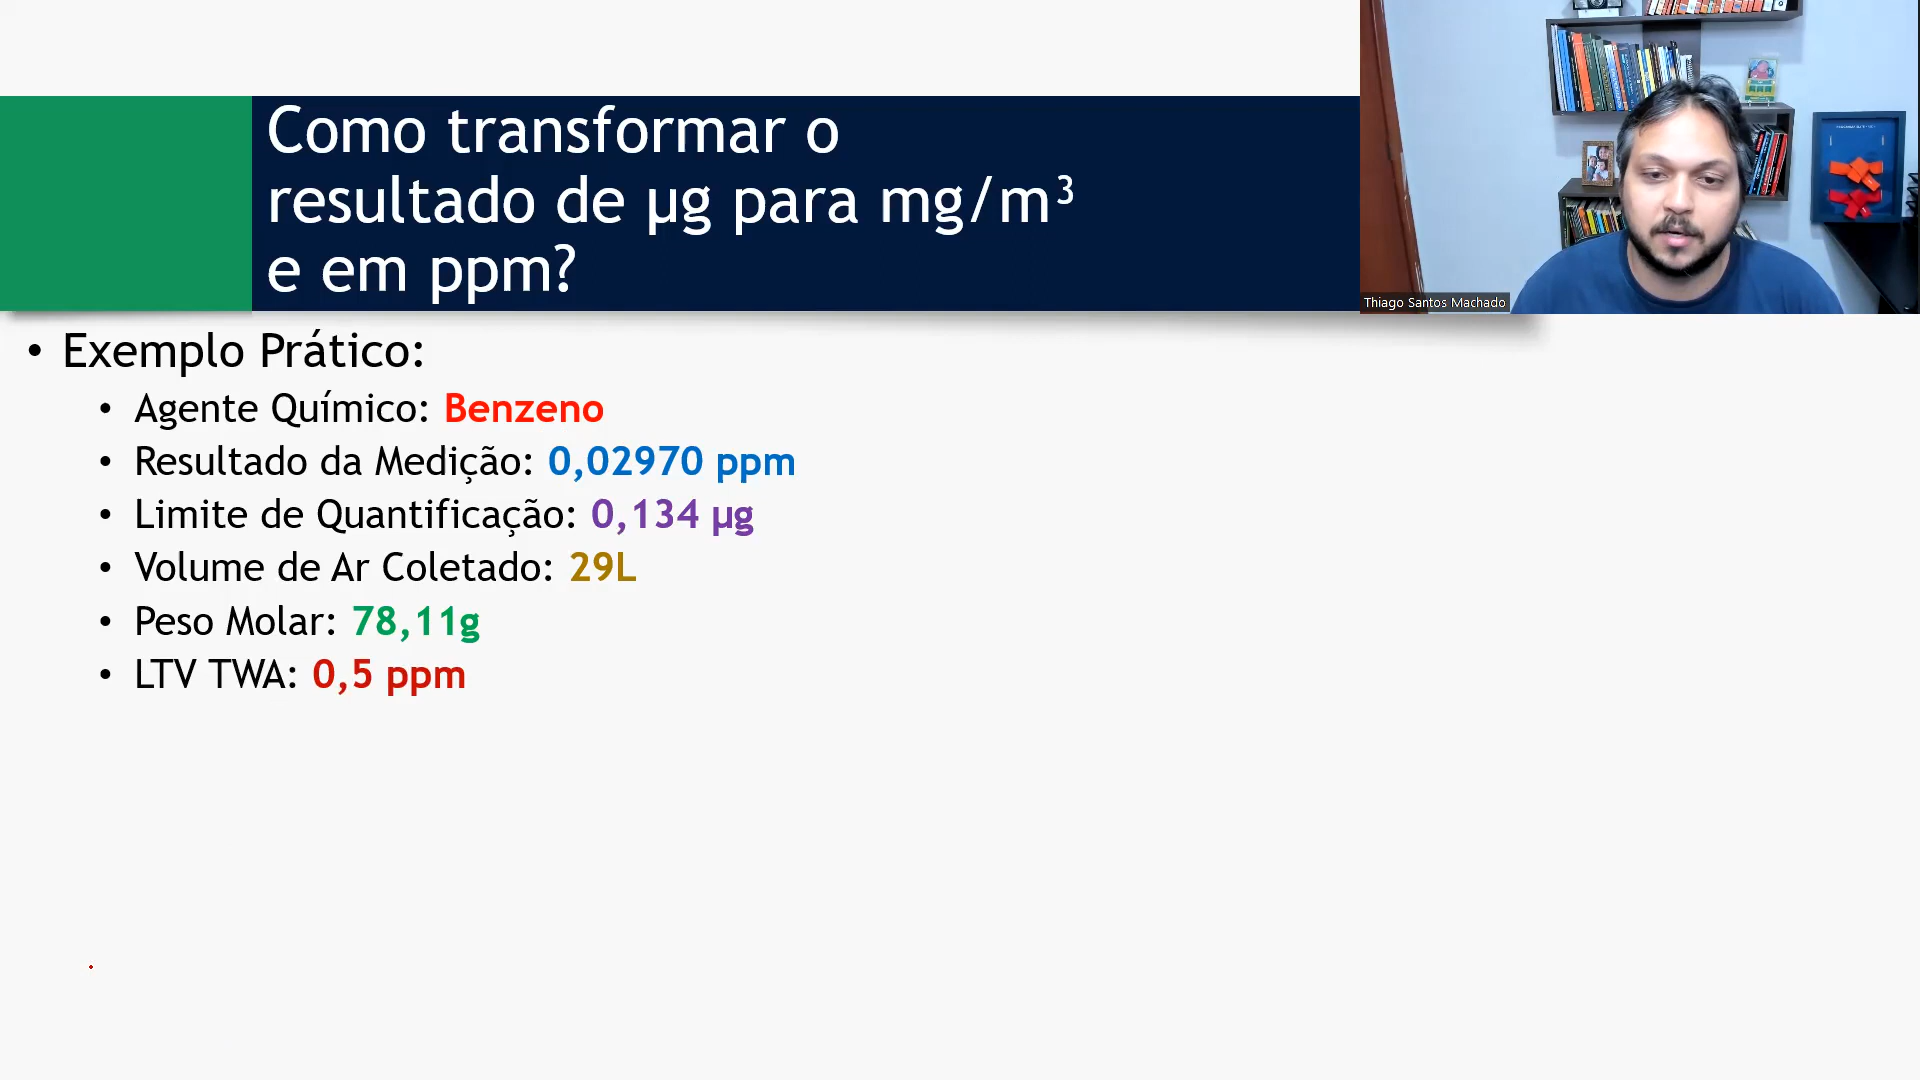 Como transformar o
resultado de µg para mg/m³
e em ppm?
Thiago Santos Machado
• Exemplo Prático:
• Agente Químico: Benzeno
• Resultado da Medição: 0,02970 ppm
• Limite de Quantificação: 0,134 µg
• Volume de Ar Coletado: 29L
• Peso Molar: 78,11g
• LTV TWA: 0,5 ppm